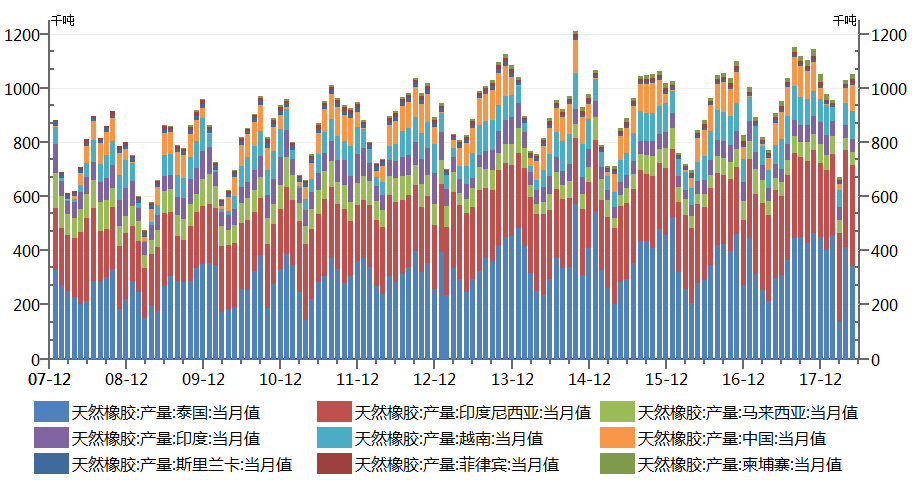 千吨 千吨
1200 1200
1000 1000
800 800
600 600
400 400
200 200
0 0
07-12 08-12 09-12 10-12 11-12 12-12 13-12 14-12 15-12 16-12 17-12
天然橡胶:产量:泰国:当月值 天然橡胶:产量:印度尼西亚:当月值 天然橡胶:产量:马来西亚:当月值
天然橡胶:产量:印度:当月值 天然橡胶:产量:越南:当月值 天然橡胶:产量:中国:当月值
天然橡胶:产量:斯里兰卡:当月值 天然橡胶:产量:菲律宾:当月值 天然橡胶:产量:柬埔寨:当月值